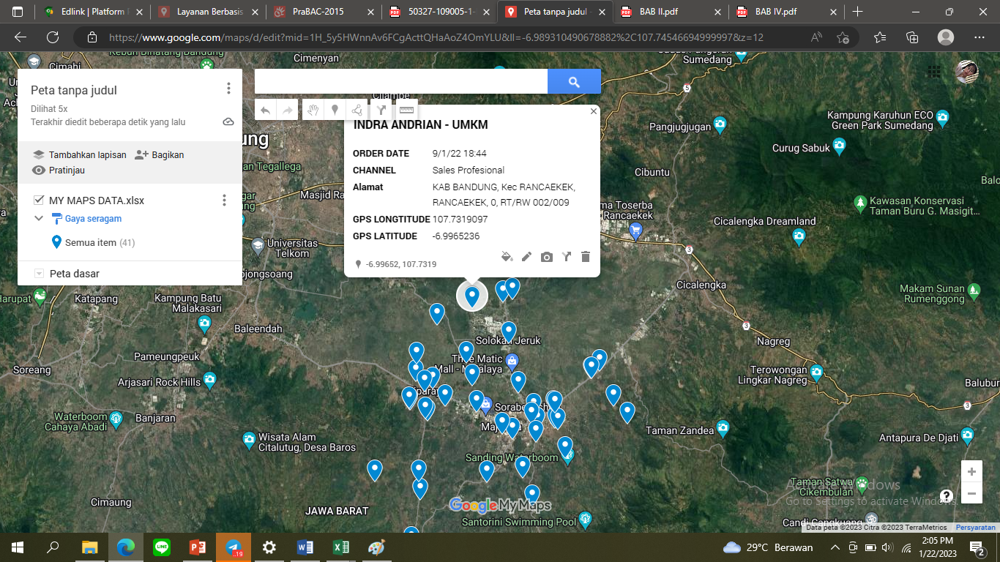 Edlink | Platform
Layanan Berbasis
PraBAC-2015
50327-109005-1-
Peta tanpa judul -
BAB II.pdf
BAB IV.pdf
https://www.google.com/maps/d/edit?mid=1H_5y5HWnnAv6FCgActtQHaAoZ4OmYLU&ll=-6.989310490678882%2C107.74546694999997&z=12
Kebun Binatang Bandung
Cimahi
Cimenyan
Sumedang
Peta tanpa judul
Dilihat 5x
Terakhir diedit beberapa detik yang lalu
Tambahkan lapisan
Bagikan
Pratinjau
MY MAPS DATA.xlsx
Gaya seragam
Semua item (41)
Peta dasar
Cilambe
INDRA ANDRIAN - UMKM
ORDER DATE 9/1/22 18:44
CHANNEL Sales Profesional
Alamat KAB BANDUNG, Kec RANCAEKEK,
RANCAEKEK, 0, RT/RW 002/009
GPS LONGTITUDE 107.7319097
GPS LATITUDE -6.9965236
-6.99652, 107.7319
5
Kampung Karuhun ECO
Green Park Sumedang
Pangjugjugan
Curug Sabuk
Cibuntu
Tegallega
Masjid Ra
Kawasan Konservasi
Taman Buru G. Masigit...
Toserba
Rancaekek
Cicalengka Dreamland
Universitas
Telkom
3
Cicalengka
Makam Sunan
Rumenggong
Katapang
Kampung Batu
Malakasari
Baleendah
3
Solokan Jeruk
Nagreg
Pameungpeuk
Soreang
Arjasari Rock Hills
Terowongan
Lingkar Nagreg
Balubur
3
Banjaran
Waterboom
Cahaya Abadi
Taman Zandea
Wisata Alam
Citalutug, Desa Baros
Antapura De Djati
Sanding Waterboom
Taman Satwa
Cikembulan
Cimaung
JAWA BARAT
Google My Maps
Santorini Swimming Pool
Candi Cangkuang
Activate Windows
Go to Settings to activate Windows.
Data peta ©2023 Citra ©2023 TerraMetrics
Persyaratan
..19
29°C Berawan
2:05 PM
1/22/2023
2